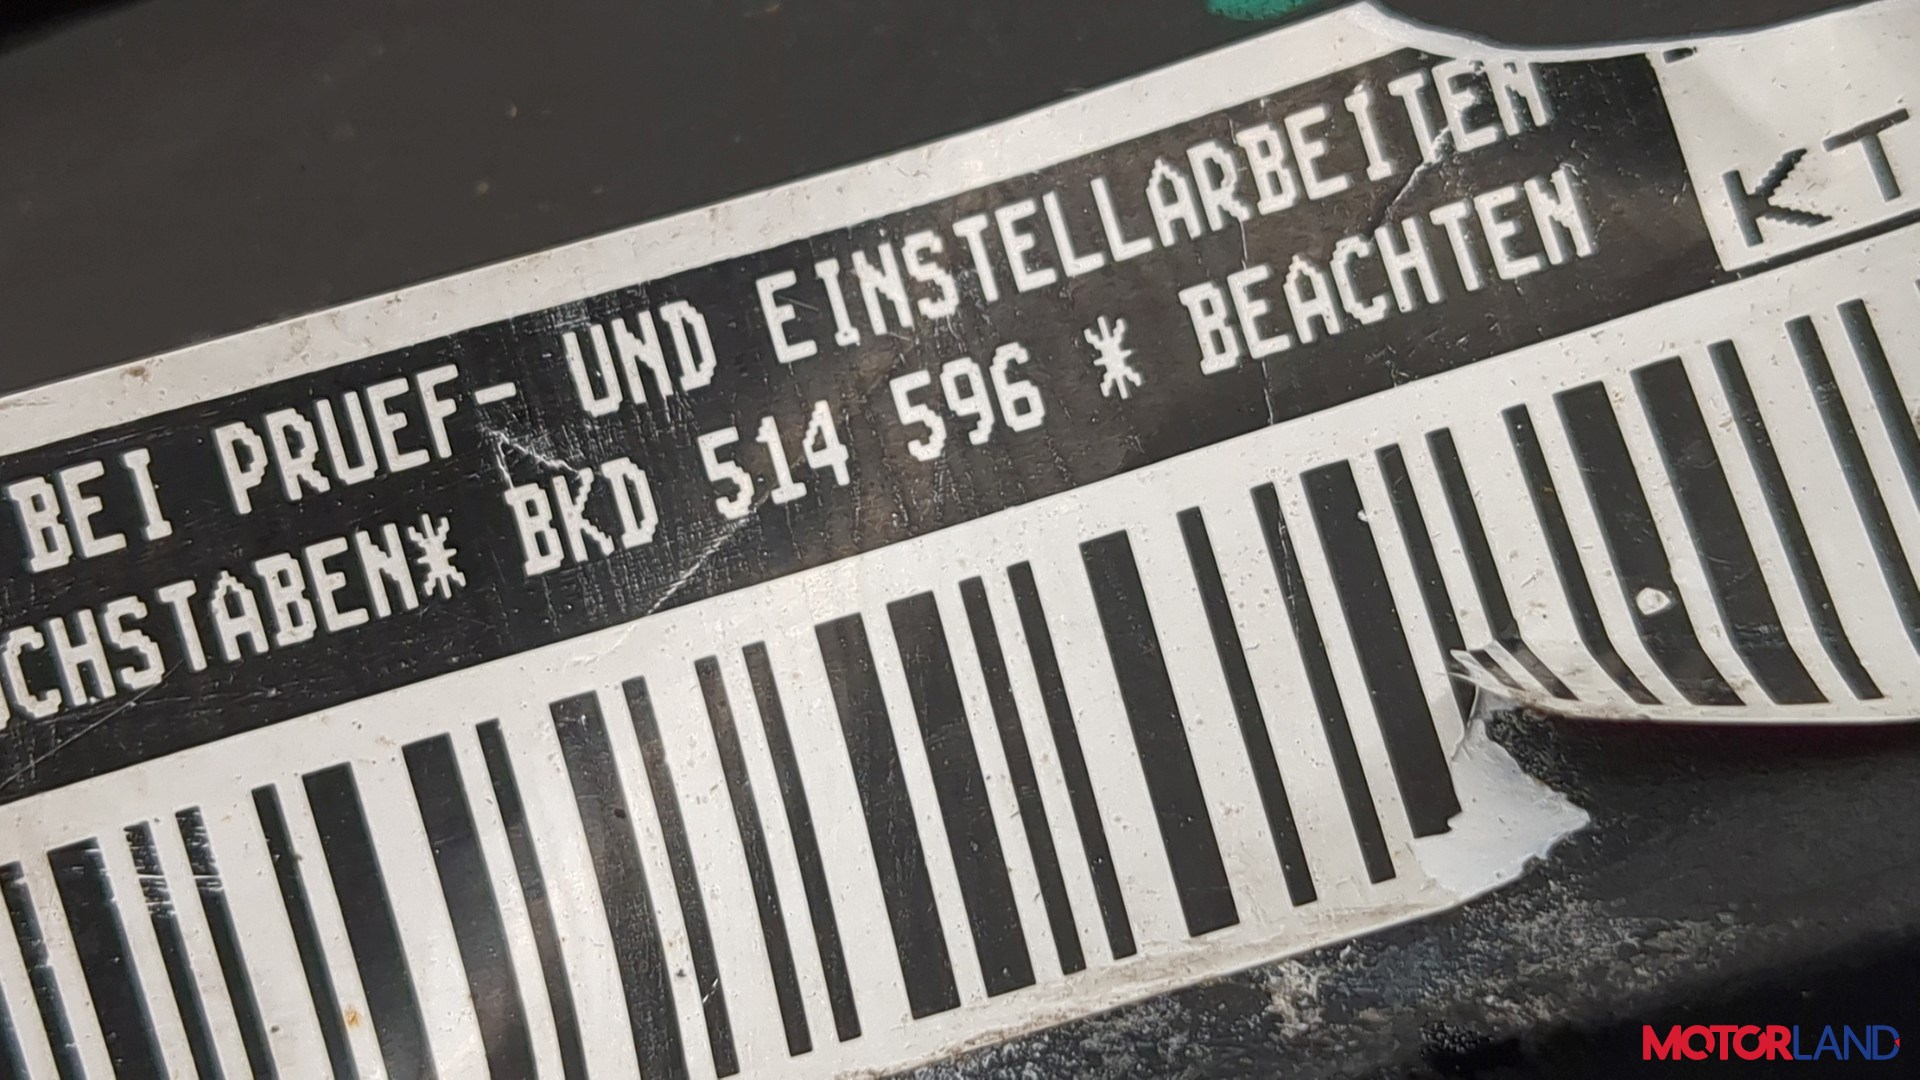 BEI PRUEF- UND EINSTELLARBEITEN
CHSTABEN* BKD 514 596 * BEACHTEN
KT
MOTORLAND